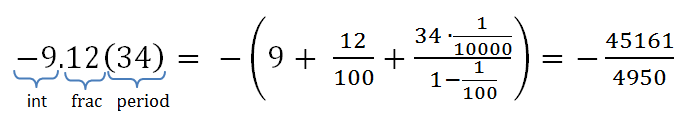 −9.12(34) = −(9 + 12/100 + (34 · 1/10000)/(1−1/100)) = −45161/4950
int frac period